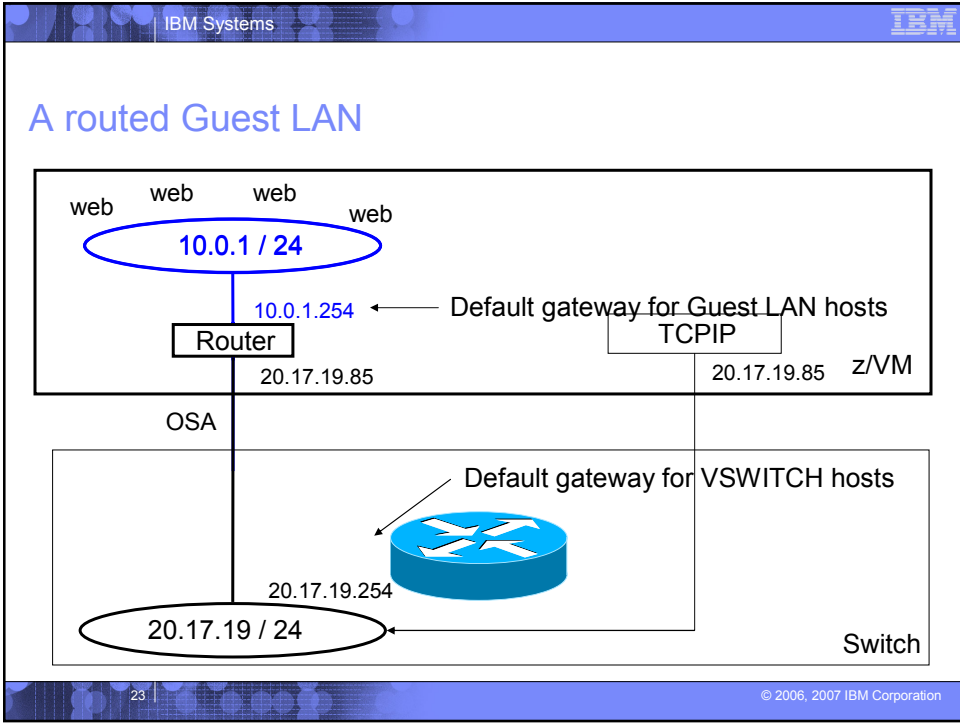 IBM Systems
IBM
A routed Guest LAN
web
web
web
web
10.0.1 / 24
10.0.1.254
Default gateway for Guest LAN hosts
Router
TCPIP
20.17.19.85
20.17.19.85
z/VM
OSA
Default gateway for VSWITCH hosts
20.17.19.254
20.17.19 / 24
Switch
23
© 2006, 2007 IBM Corporation